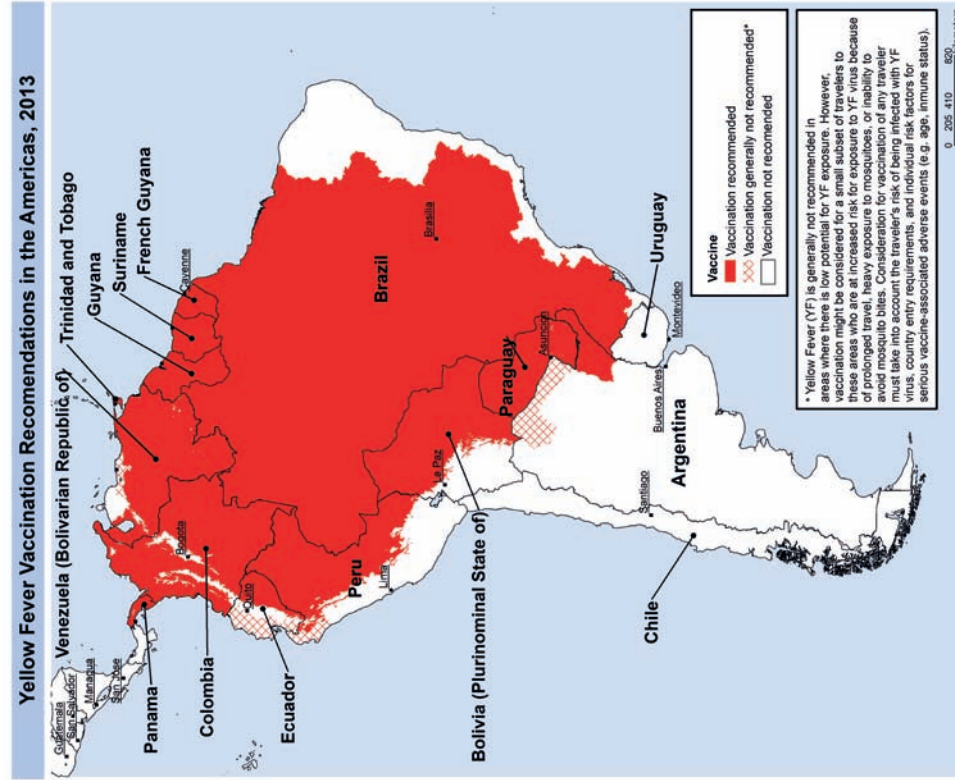 Yellow Fever Vaccination Recommendations in the Americas, 2013
Venezuela (Bolivarian Republic of)
Trinidad and Tobago
Guyana
Suriname
French Guyana
Guatemala
San Salvador
Managua
San Jose
Panama
Colombia
Ecuador
Bogota
Quito
Cayenne
Peru
Lima
Brazil
Brasilia
Bolivia (Plurinominal State of)
La Paz
Paraguay
Asuncion
Chile
Santiago
Argentina
Buenos Aires
Uruguay
Montevideo
Vaccine
Vaccination recommended
Vaccination generally not recommended*
Vaccination not recomended
* Yellow Fever (YF) is generally not recommended in
areas where there is low potential for YF exposure. However,
vaccination might be considered for a small subset of travelers to
these areas who are at increased risk for exposure to YF virus because
of prolonged travel, heavy exposure to mosquitoes, or inability to
avoid mosquito bites. Consideration for vaccination of any traveler
must take into account the traveler's risk of being infected with YF
virus, country entry requirements, and individual risk factors for
serious vaccine-associated adverse events (e.g. age, inmune status).
0 205 410 820